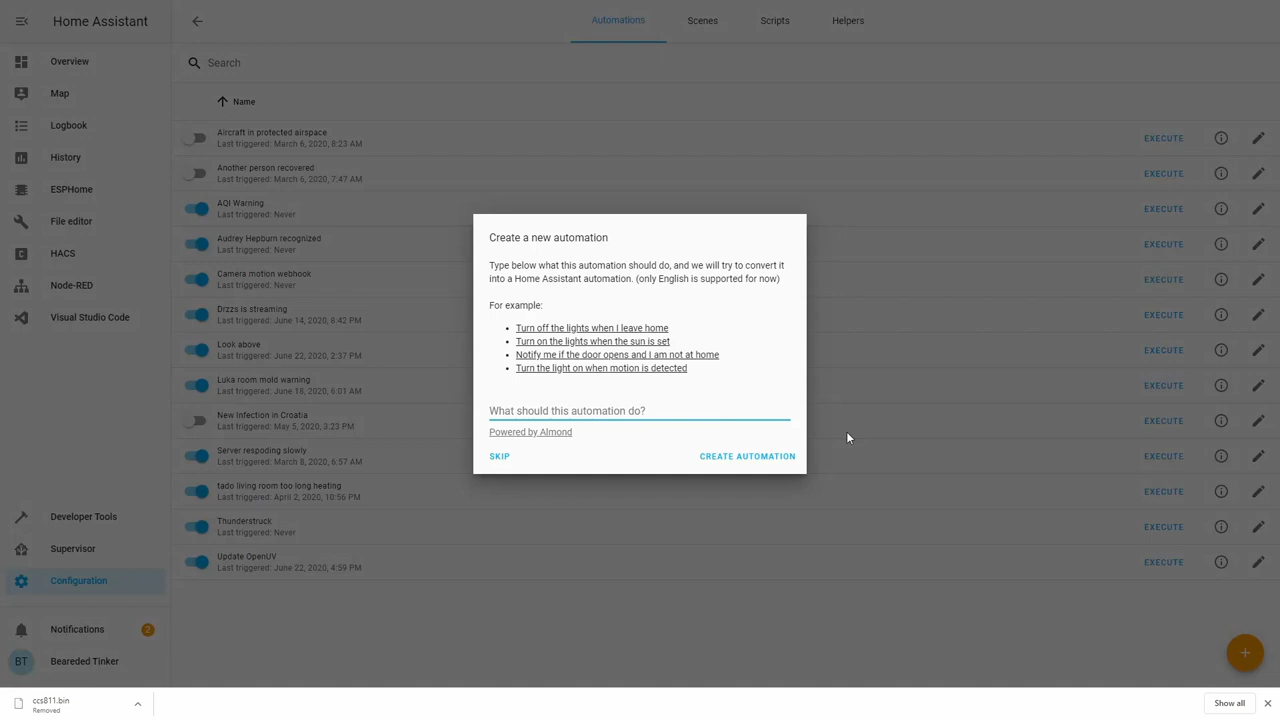 Home Assistant
Automations
Scenes
Scripts
Helpers
Overview
Map
Logbook
History
ESPHome
File editor
HACS
Node-RED
Visual Studio Code
Developer Tools
Supervisor
Configuration
Notifications
2
BT
Bearded Tinker
Search
Name
Aircraft in protected airspace
Last triggered: March 6, 2020, 8:23 AM
EXECUTE
Another person recovered
Last triggered: March 6, 2020, 7:47 AM
EXECUTE
AQI Warning
Last triggered: Never
EXECUTE
Audrey Hepburn recognized
Last triggered: Never
EXECUTE
Camera motion webhook
Last triggered: Never
EXECUTE
Drzzs is streaming
Last triggered: June 14, 2020, 6:42 PM
EXECUTE
Look above
Last triggered: June 22, 2020, 2:37 PM
EXECUTE
Luka room mold warning
Last triggered: June 18, 2020, 6:01 AM
EXECUTE
New Infection in Croatia
Last triggered: May 5, 2020, 3:23 PM
EXECUTE
Server respoding slowly
Last triggered: March 8, 2020, 6:57 AM
EXECUTE
tado living room too long heating
Last triggered: April 2, 2020, 10:56 PM
EXECUTE
Thunderstruck
Last triggered: Never
EXECUTE
Update OpenUV
Last triggered: June 22, 2020, 4:59 PM
EXECUTE
Create a new automation
Type below what this automation should do, and we will try to convert it
into a Home Assistant automation. (only English is supported for now)
For example:
Turn off the lights when I leave home
Turn on the lights when the sun is set
Notify me if the door opens and I am not at home
Turn the light on when motion is detected
What should this automation do?
Powered by Almond
SKIP
CREATE AUTOMATION
ccs811.bin
Removed
Show all